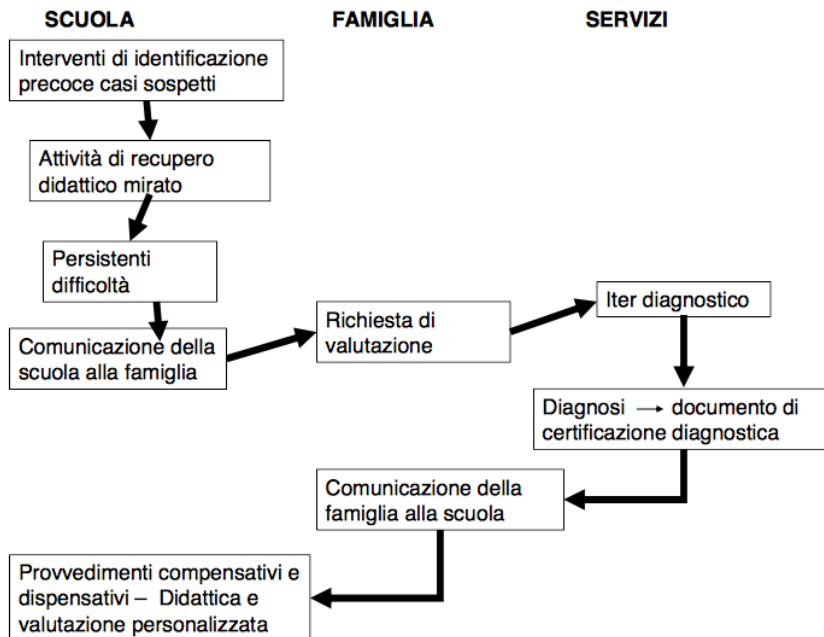 SCUOLA FAMIGLIA SERVIZI
Interventi di identificazione
precoce casi sospetti
Attività di recupero
didattico mirato
Persistenti
difficoltà
Comunicazione della
scuola alla famiglia
Richiesta di
valutazione
Iter diagnostico
Diagnosi → documento di
certificazione diagnostica
Comunicazione della
famiglia alla scuola
Provvedimenti compensativi e
dispensativi – Didattica e
valutazione personalizzata